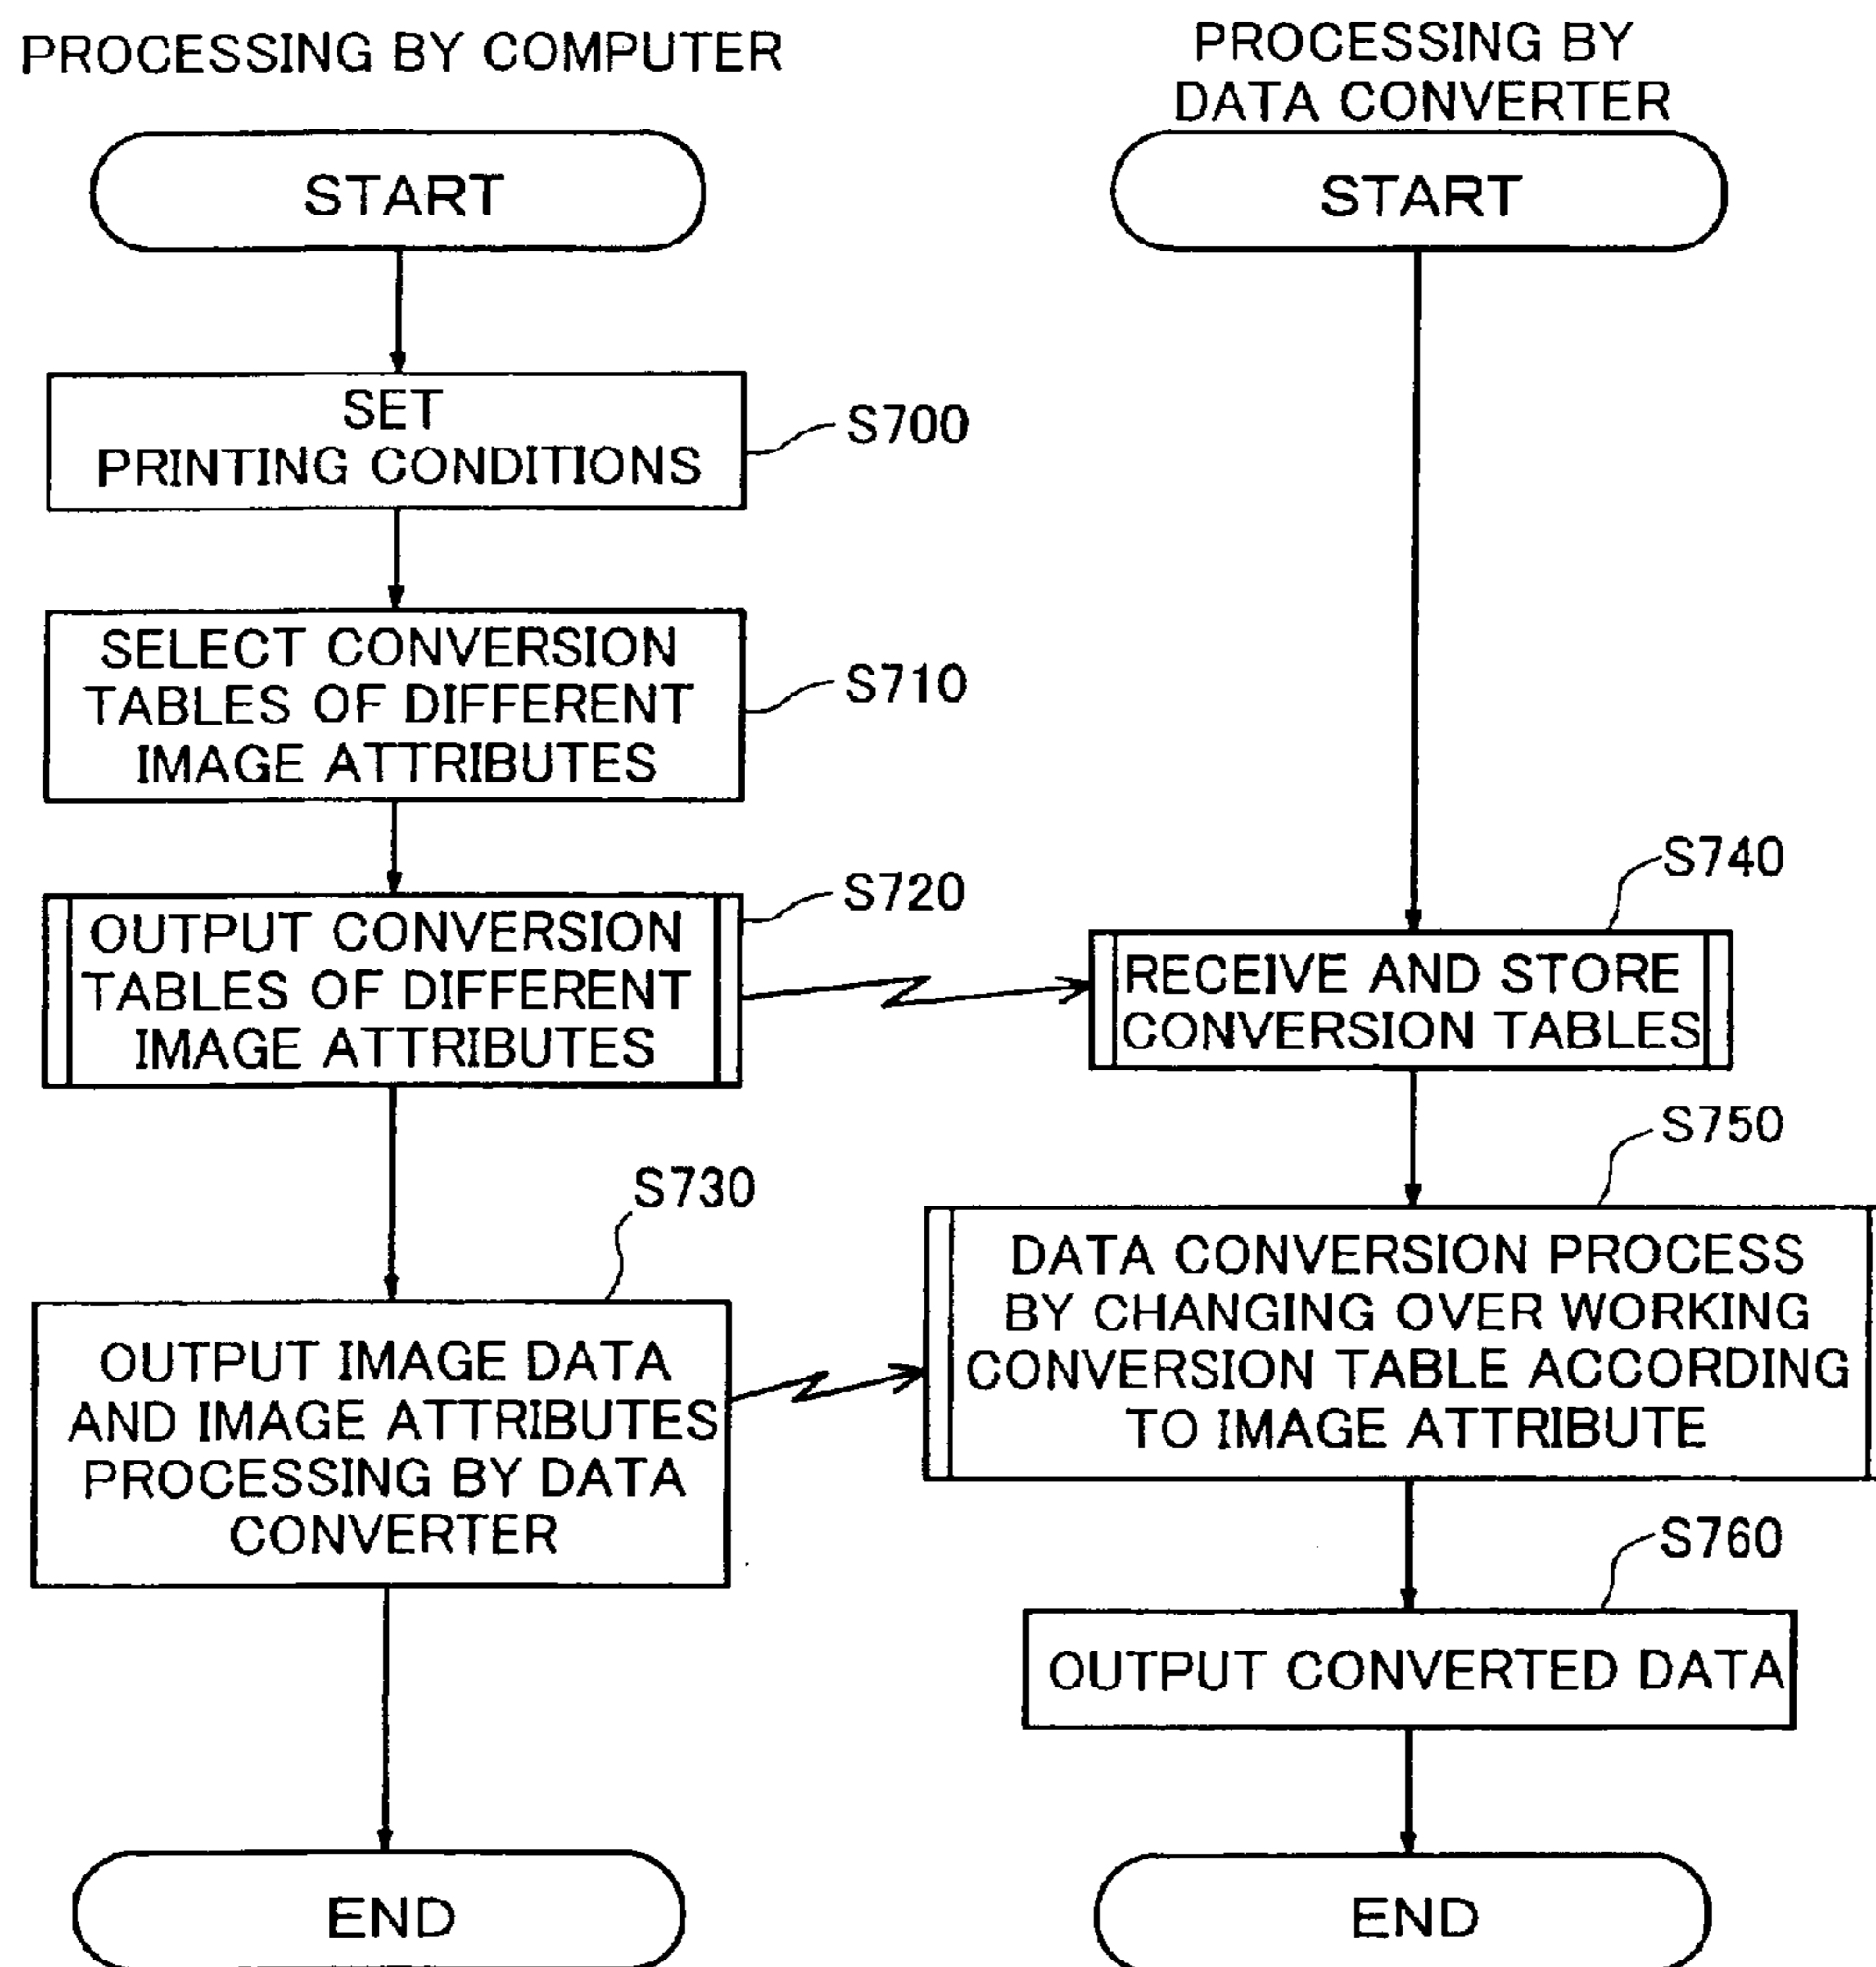 PROCESSING BY COMPUTER
START
SET
PRINTING CONDITIONS
S700
SELECT CONVERSION
TABLES OF DIFFERENT
IMAGE ATTRIBUTES
S710
OUTPUT CONVERSION
TABLES OF DIFFERENT
IMAGE ATTRIBUTES
S720
S730
OUTPUT IMAGE DATA
AND IMAGE ATTRIBUTES
PROCESSING BY DATA
CONVERTER
END
PROCESSING BY
DATA CONVERTER
START
S740
RECEIVE AND STORE
CONVERSION TABLES
S750
DATA CONVERSION PROCESS
BY CHANGING OVER WORKING
CONVERSION TABLE ACCORDING
TO IMAGE ATTRIBUTE
S760
OUTPUT CONVERTED DATA
END